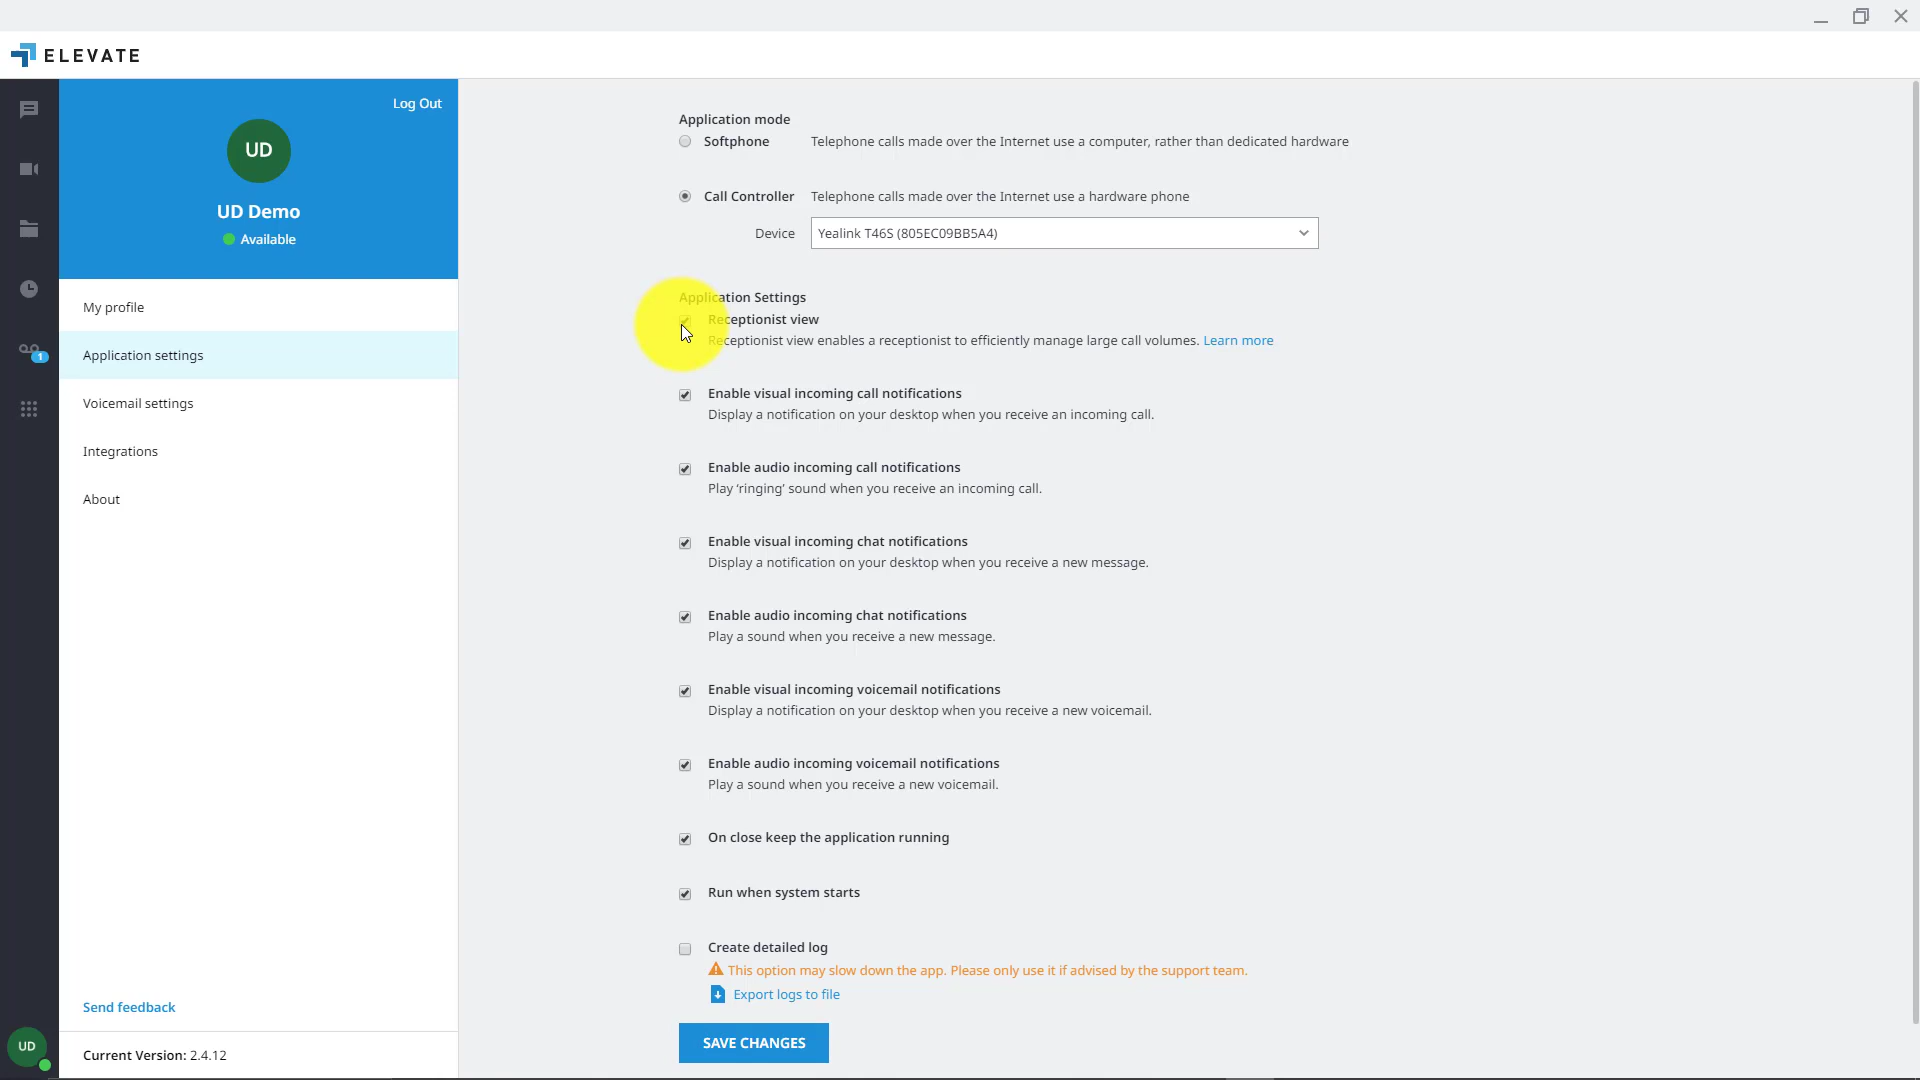 ELEVATE
Log Out
UD
UD Demo
Available
My profile
Application settings
Voicemail settings
Integrations
About
1
Send feedback
UD
Current Version: 2.4.12
Application mode
Softphone Telephone calls made over the Internet use a computer, rather than dedicated hardware
Call Controller Telephone calls made over the Internet use a hardware phone
Device Yealink T46S (805EC09BB5A4)
Application Settings
Receptionist view
Receptionist view enables a receptionist to efficiently manage large call volumes. Learn more
Enable visual incoming call notifications
Display a notification on your desktop when you receive an incoming call.
Enable audio incoming call notifications
Play ‘ringing’ sound when you receive an incoming call.
Enable visual incoming chat notifications
Display a notification on your desktop when you receive a new message.
Enable audio incoming chat notifications
Play a sound when you receive a new message.
Enable visual incoming voicemail notifications
Display a notification on your desktop when you receive a new voicemail.
Enable audio incoming voicemail notifications
Play a sound when you receive a new voicemail.
On close keep the application running
Run when system starts
Create detailed log
This option may slow down the app. Please only use it if advised by the support team.
Export logs to file
SAVE CHANGES